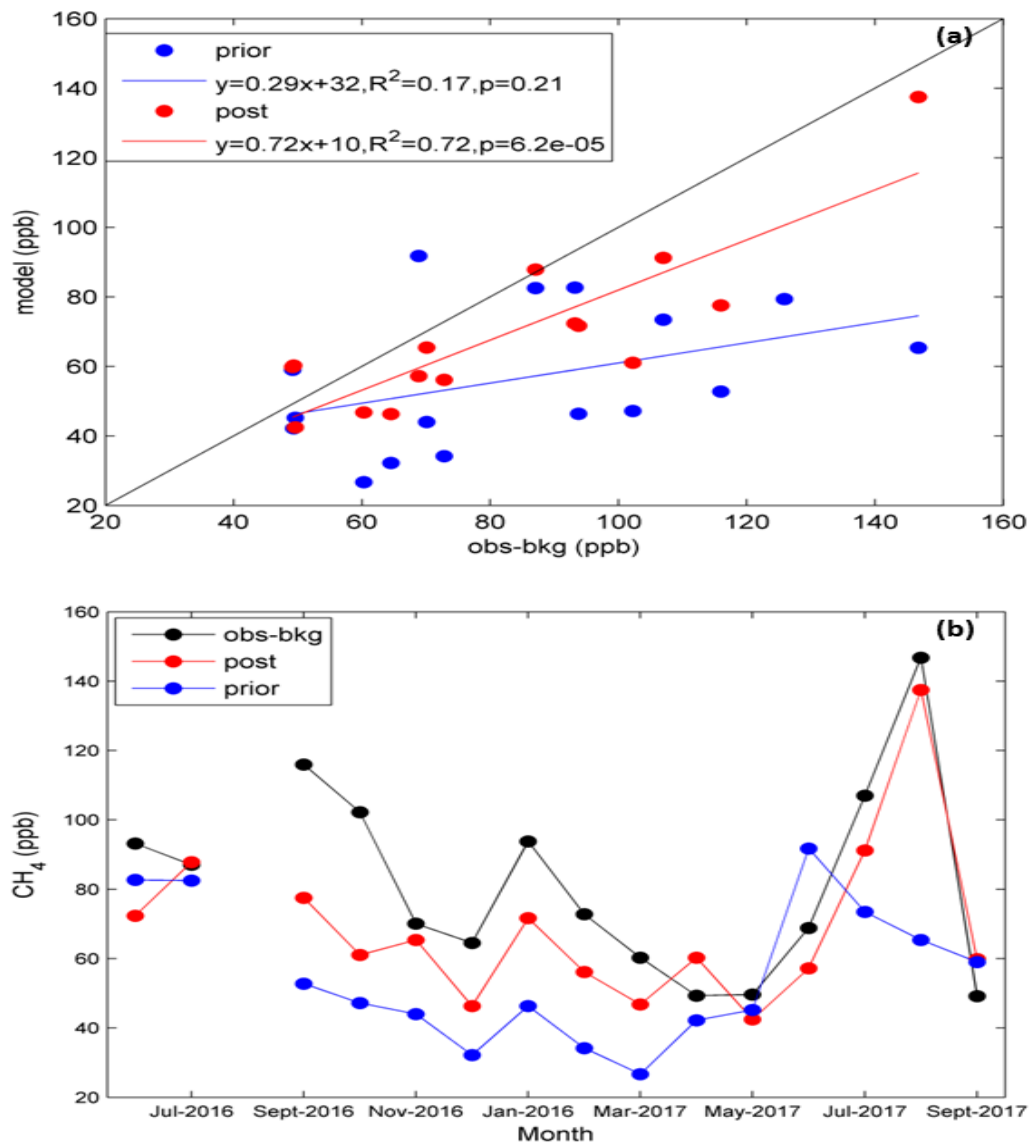 160
140
120
100
80
60
40
20
model (ppb)
(a)
prior
y=0.29x+32,R²=0.17,p=0.21
post
y=0.72x+10,R²=0.72,p=6.2e-05
20 40 60 80 100 120 140 160
obs-bkg (ppb)
160
140
120
100
80
60
40
20
CH₄ (ppb)
(b)
obs-bkg
post
prior
Jul-2016 Sept-2016 Nov-2016 Jan-2016 Mar-2017 May-2017 Jul-2017 Sept-2017
Month